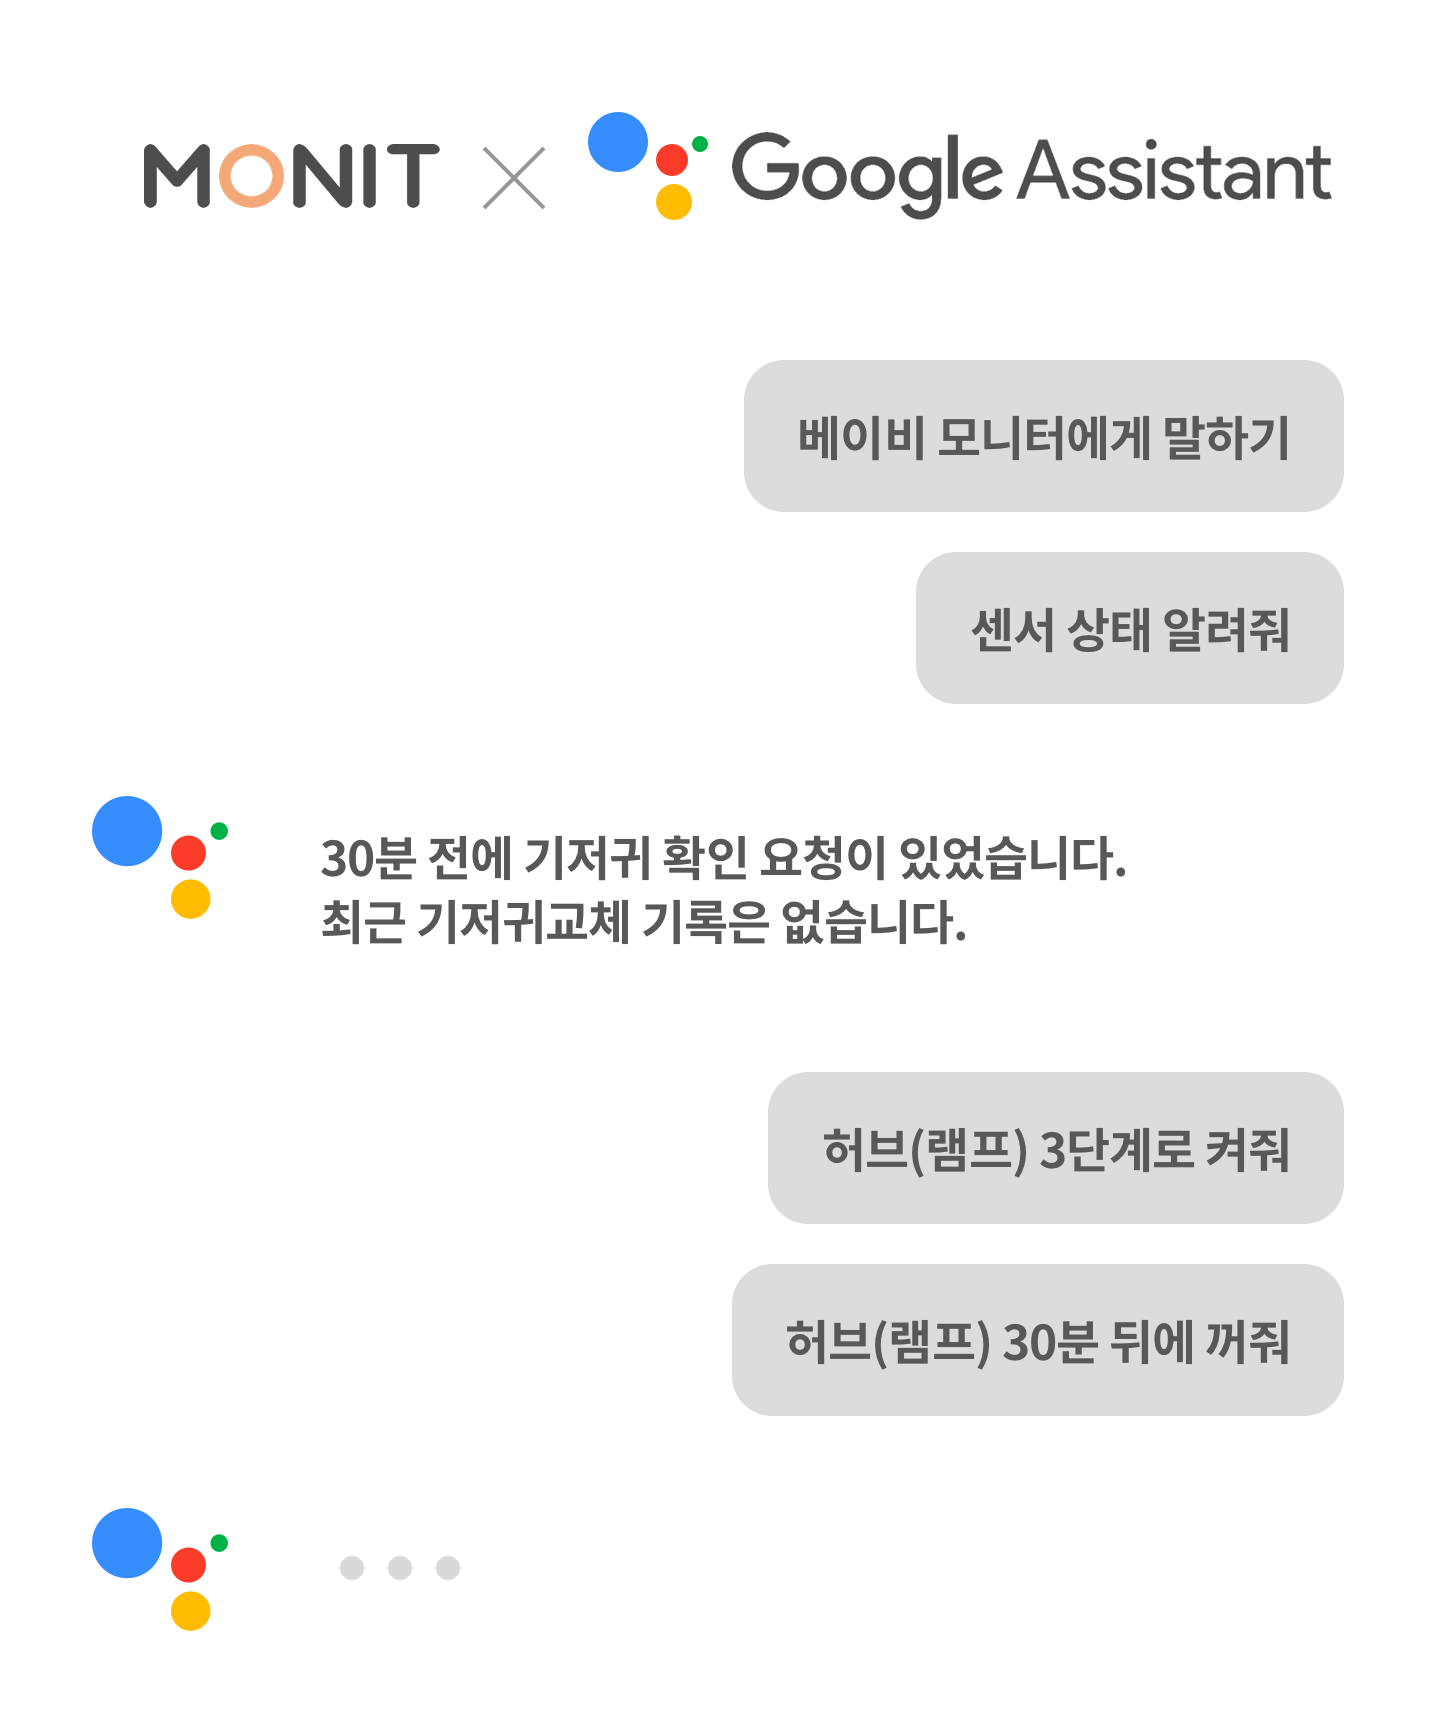 MONIT × Google Assistant
베이비 모니터에게 말하기
센서 상태 알려줘
30분 전에 기저귀 확인 요청이 있었습니다.
최근 기저귀교체 기록은 없습니다.
허브(램프) 3단계로 켜줘
허브(램프) 30분 뒤에 꺼줘